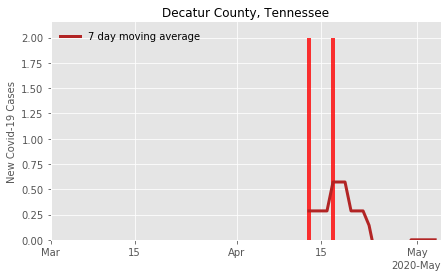 Decatur County, Tennessee
7 day moving average
New Covid-19 Cases
2.00
1.75
1.50
1.25
1.00
0.75
0.50
0.25
0.00
Mar
15
Apr
15
May
2020-May